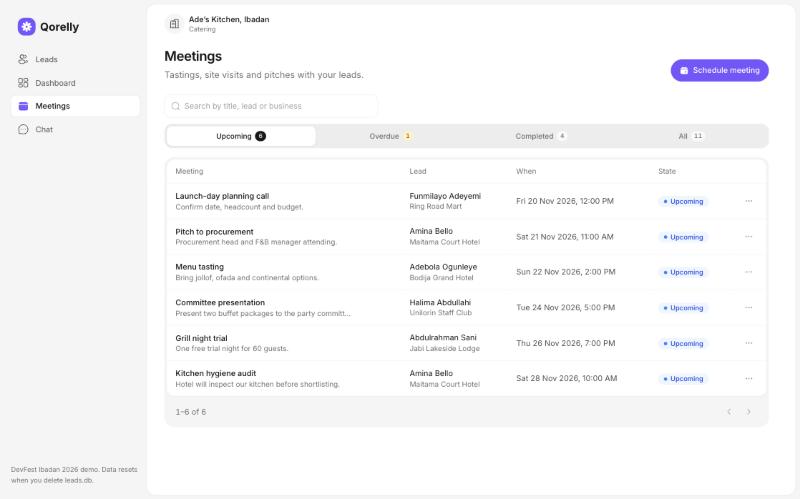 Qorelly
Leads
Dashboard
Meetings
Chat
DevFest Ibadan 2026 demo. Data resets
when you delete leads.db.
Ade's Kitchen, Ibadan
Catering
Meetings
Tastings, site visits and pitches with your leads.
Schedule meeting
Search by title, lead or business
Upcoming 6 Overdue 1 Completed 4 All 11
Meeting Lead When State
Launch-day planning call Funmilayo Adeyemi
Confirm date, headcount and budget. Ring Road Mart Fri 20 Nov 2026, 12:00 PM Upcoming
Pitch to procurement Amina Bello
Procurement head and F&B manager attending. Maitama Court Hotel Sat 21 Nov 2026, 11:00 AM Upcoming
Menu tasting Adebola Ogunleye
Bring jollof, ofada and continental options. Bodija Grand Hotel Sun 22 Nov 2026, 2:00 PM Upcoming
Committee presentation Halima Abdullahi
Present two buffet packages to the party committ... Unilorin Staff Club Tue 24 Nov 2026, 5:00 PM Upcoming
Grill night trial Abdulrahman Sani
One free trial night for 60 guests. Jabi Lakeside Lodge Thu 26 Nov 2026, 7:00 PM Upcoming
Kitchen hygiene audit Amina Bello
Hotel will inspect our kitchen before shortlisting. Maitama Court Hotel Sat 28 Nov 2026, 10:00 AM Upcoming
1–6 of 6